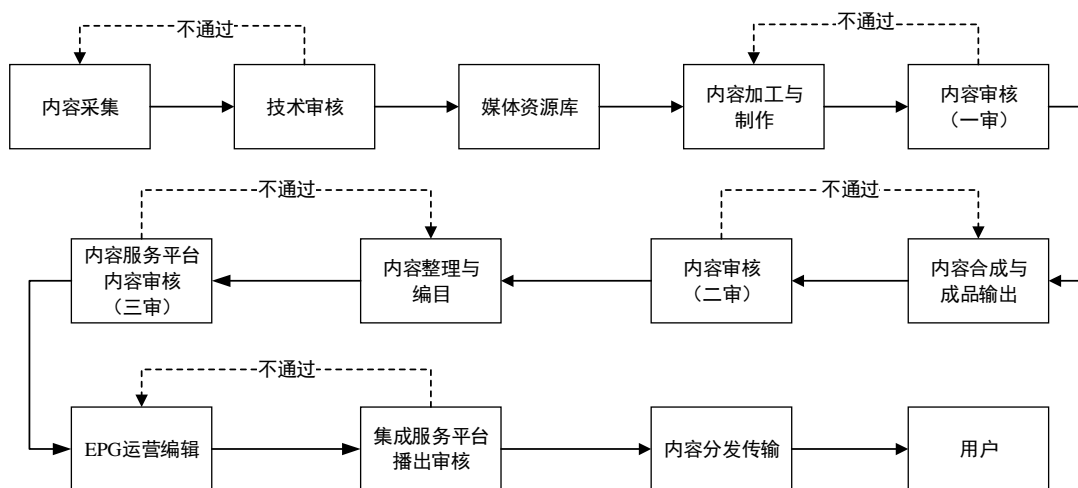 不通过
不通过
内容采集
技术审核
媒体资源库
内容加工与
制作
内容审核
（一审）
不通过
不通过
内容服务平台
内容审核
（三审）
内容整理与
编目
内容审核
（二审）
内容合成与
成品输出
不通过
EPG运营编辑
集成服务平台
播出审核
内容分发传输
用户